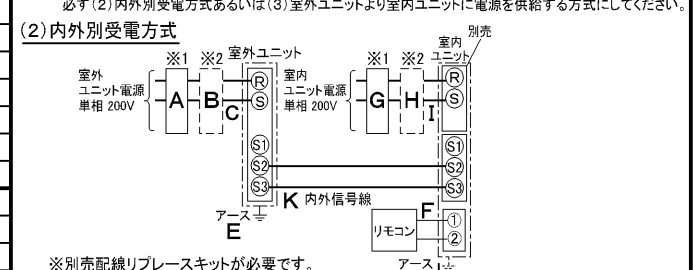 必ず(2)内外別受電方式あるいは(3)室外ユニットより室内ユニットに電源を供給する方式にしてください。
(2)内外別受電方式
※1 ※2 室外ユニット
室外
ユニット電源
単相 200V
A B C
R
S
S1
S2
S3
アース
E
K 内外信号線
※1 ※2 室内
ユニット
別売
室内
ユニット電源
単相 200V
G H I
R
S
S1
S2
S3
リモコン
F
①
②
アース
※別売配線リプレースキットが必要です。